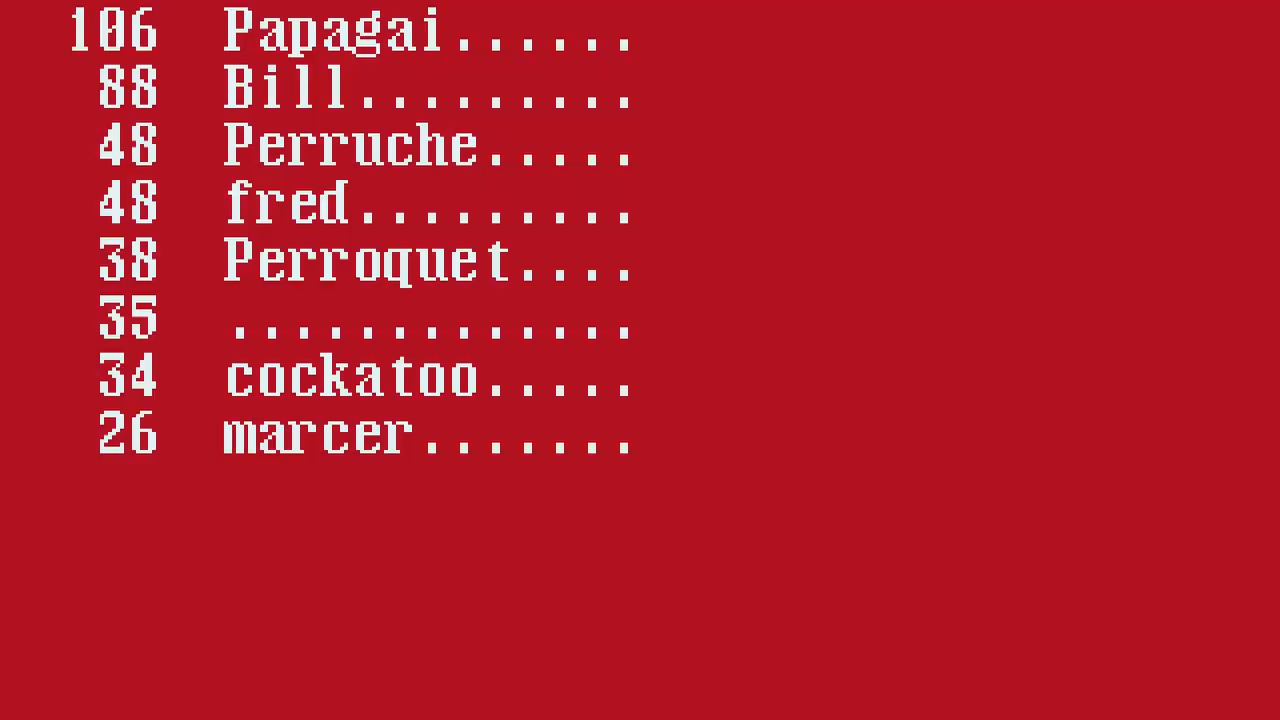 106 Papagai......
88 Bill.........
48 Perruche.....
48 fred.........
38 Perroquet....
35 .............
34 cockatoo.....
26 marcer.......